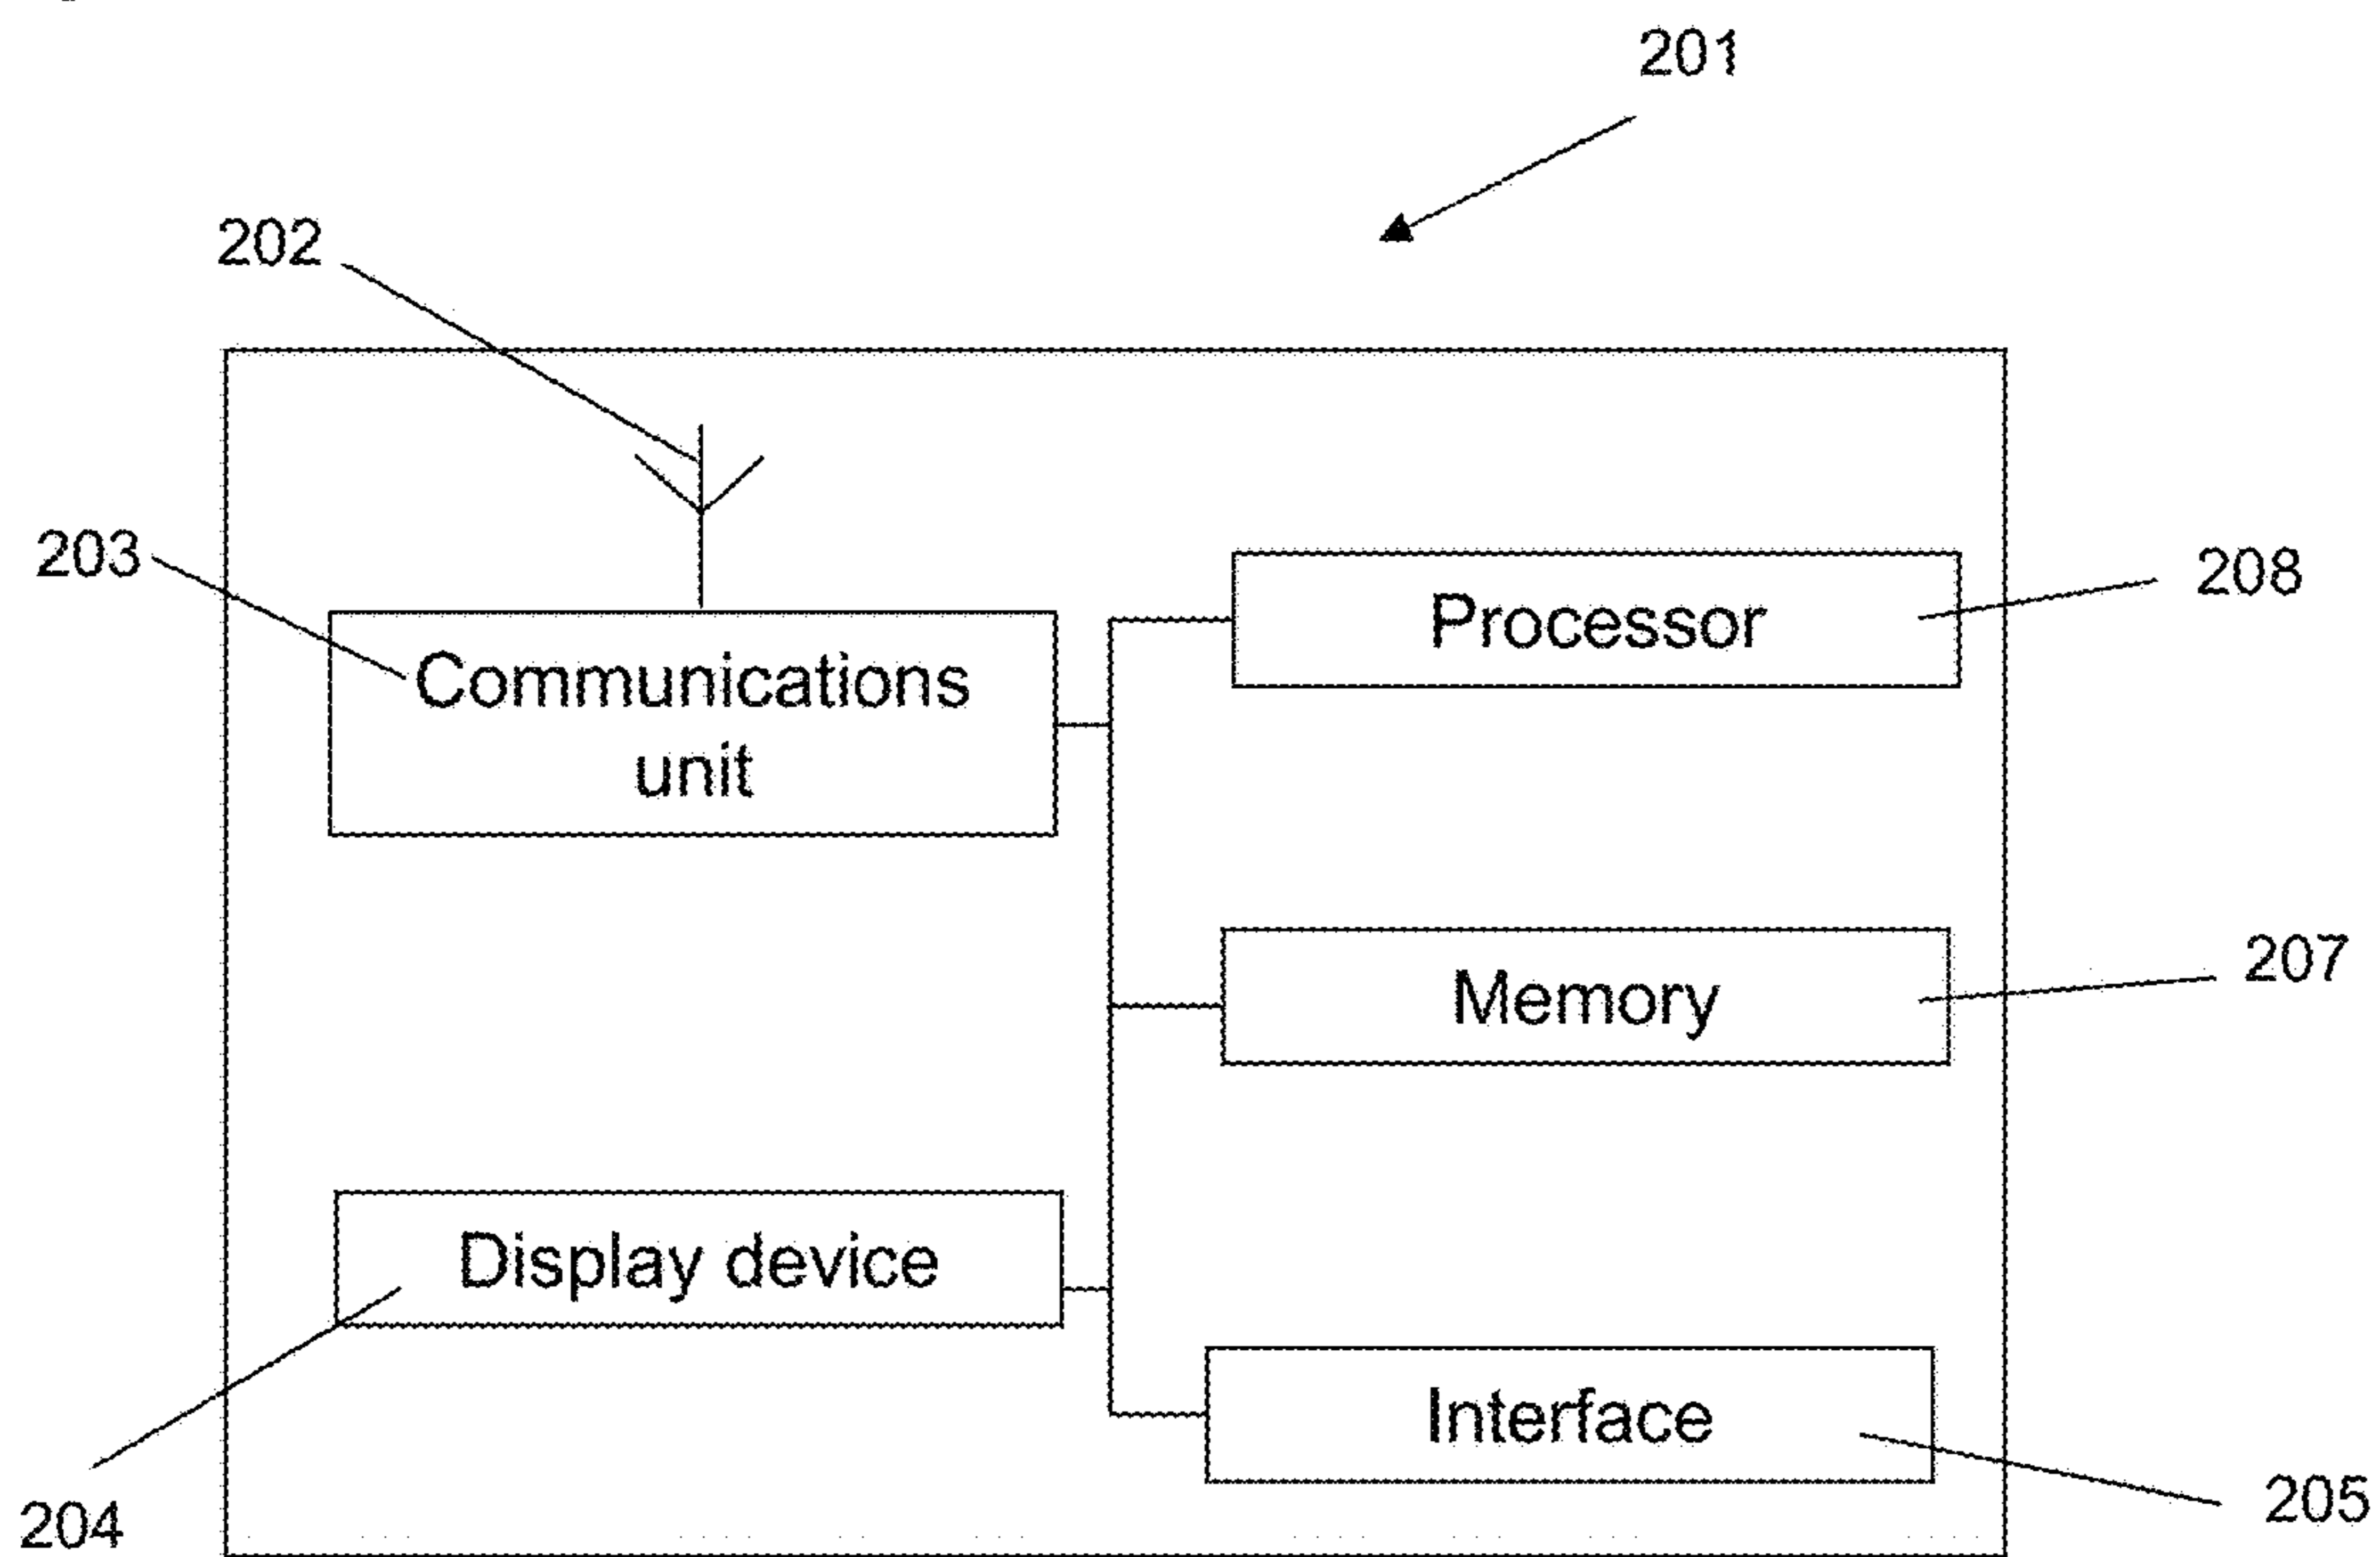 201
202
203
Communications
unit
Processor
208
Memory
207
Display device
204
Interface
205